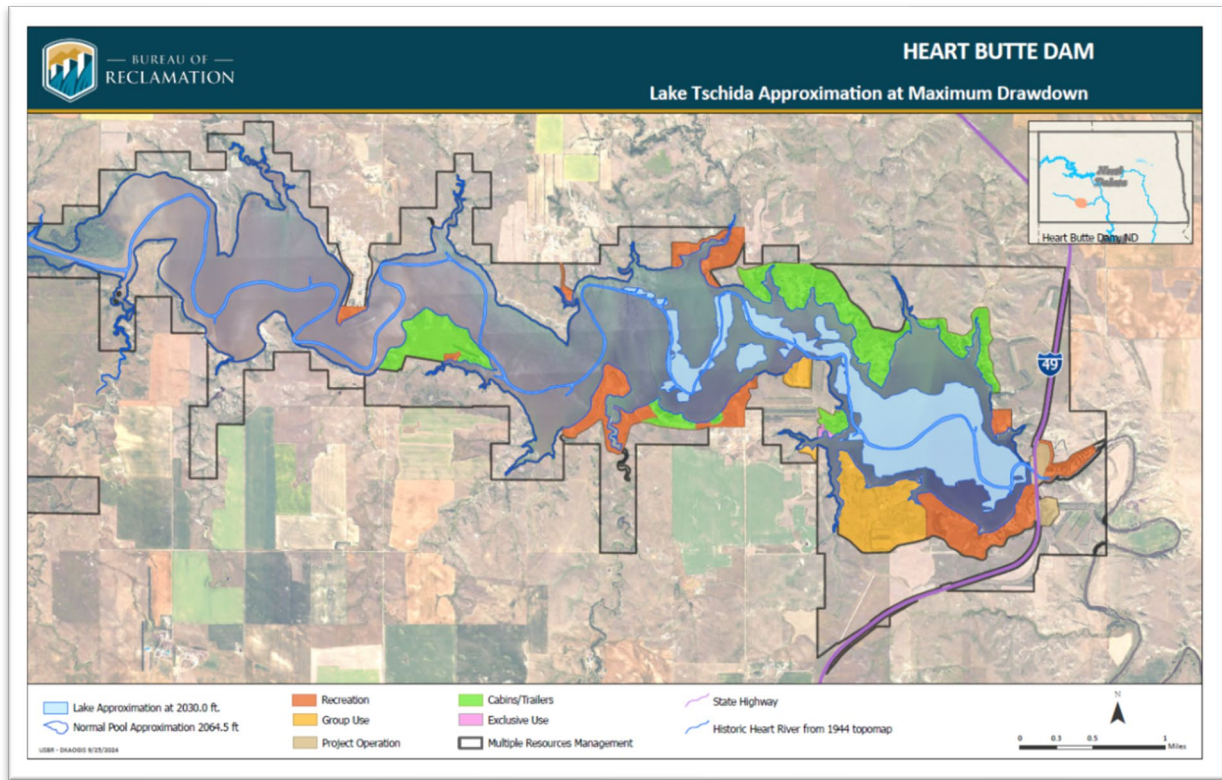 — BUREAU OF —
RECLAMATION
HEART BUTTE DAM
Lake Tschida Approximation at Maximum Drawdown
North
Dakota
Heart Butte Dam, ND
49
Lake Approximation at 2030.0 ft.
Normal Pool Approximation 2064.5 ft
USBR - DKAOGIS 9/25/2024
Recreation
Group Use
Project Operation
Cabins/Trailers
Exclusive Use
Multiple Resources Management
State Highway
Historic Heart River from 1944 topomap
N
0 0.3 0.5 1
Miles